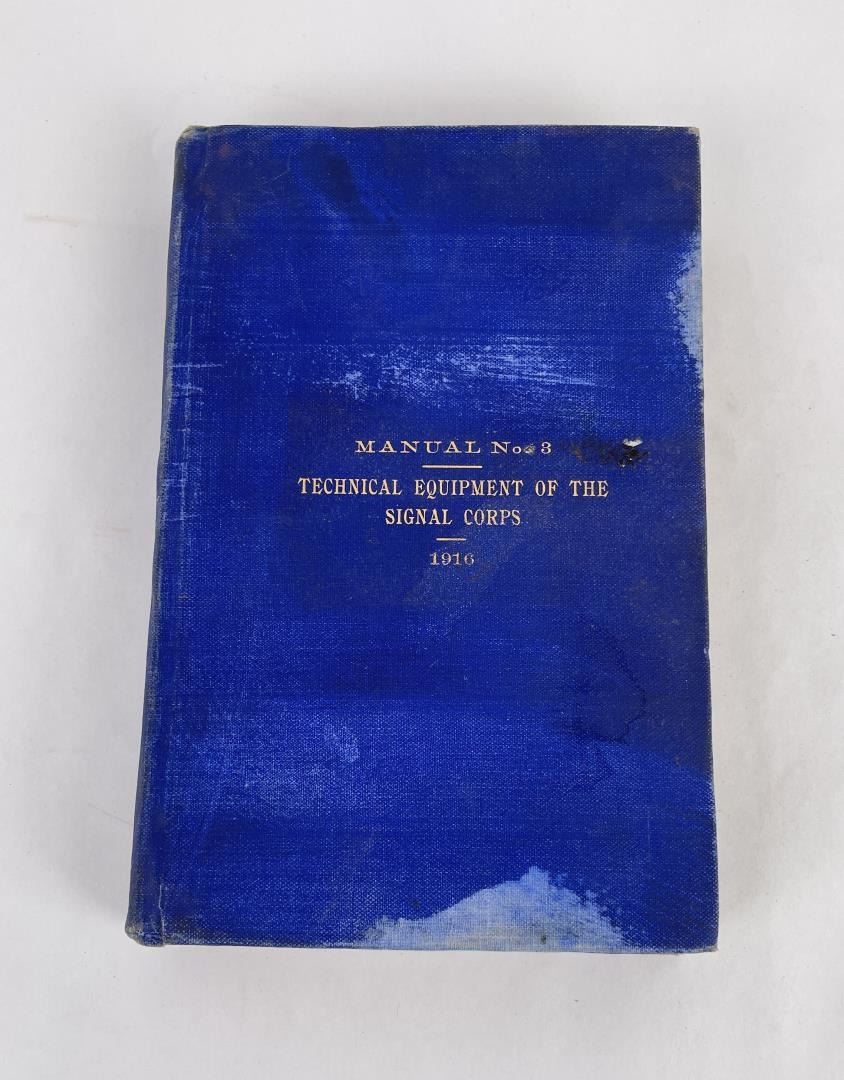 MANUAL No. 3
TECHNICAL EQUIPMENT OF THE
SIGNAL CORPS
1916